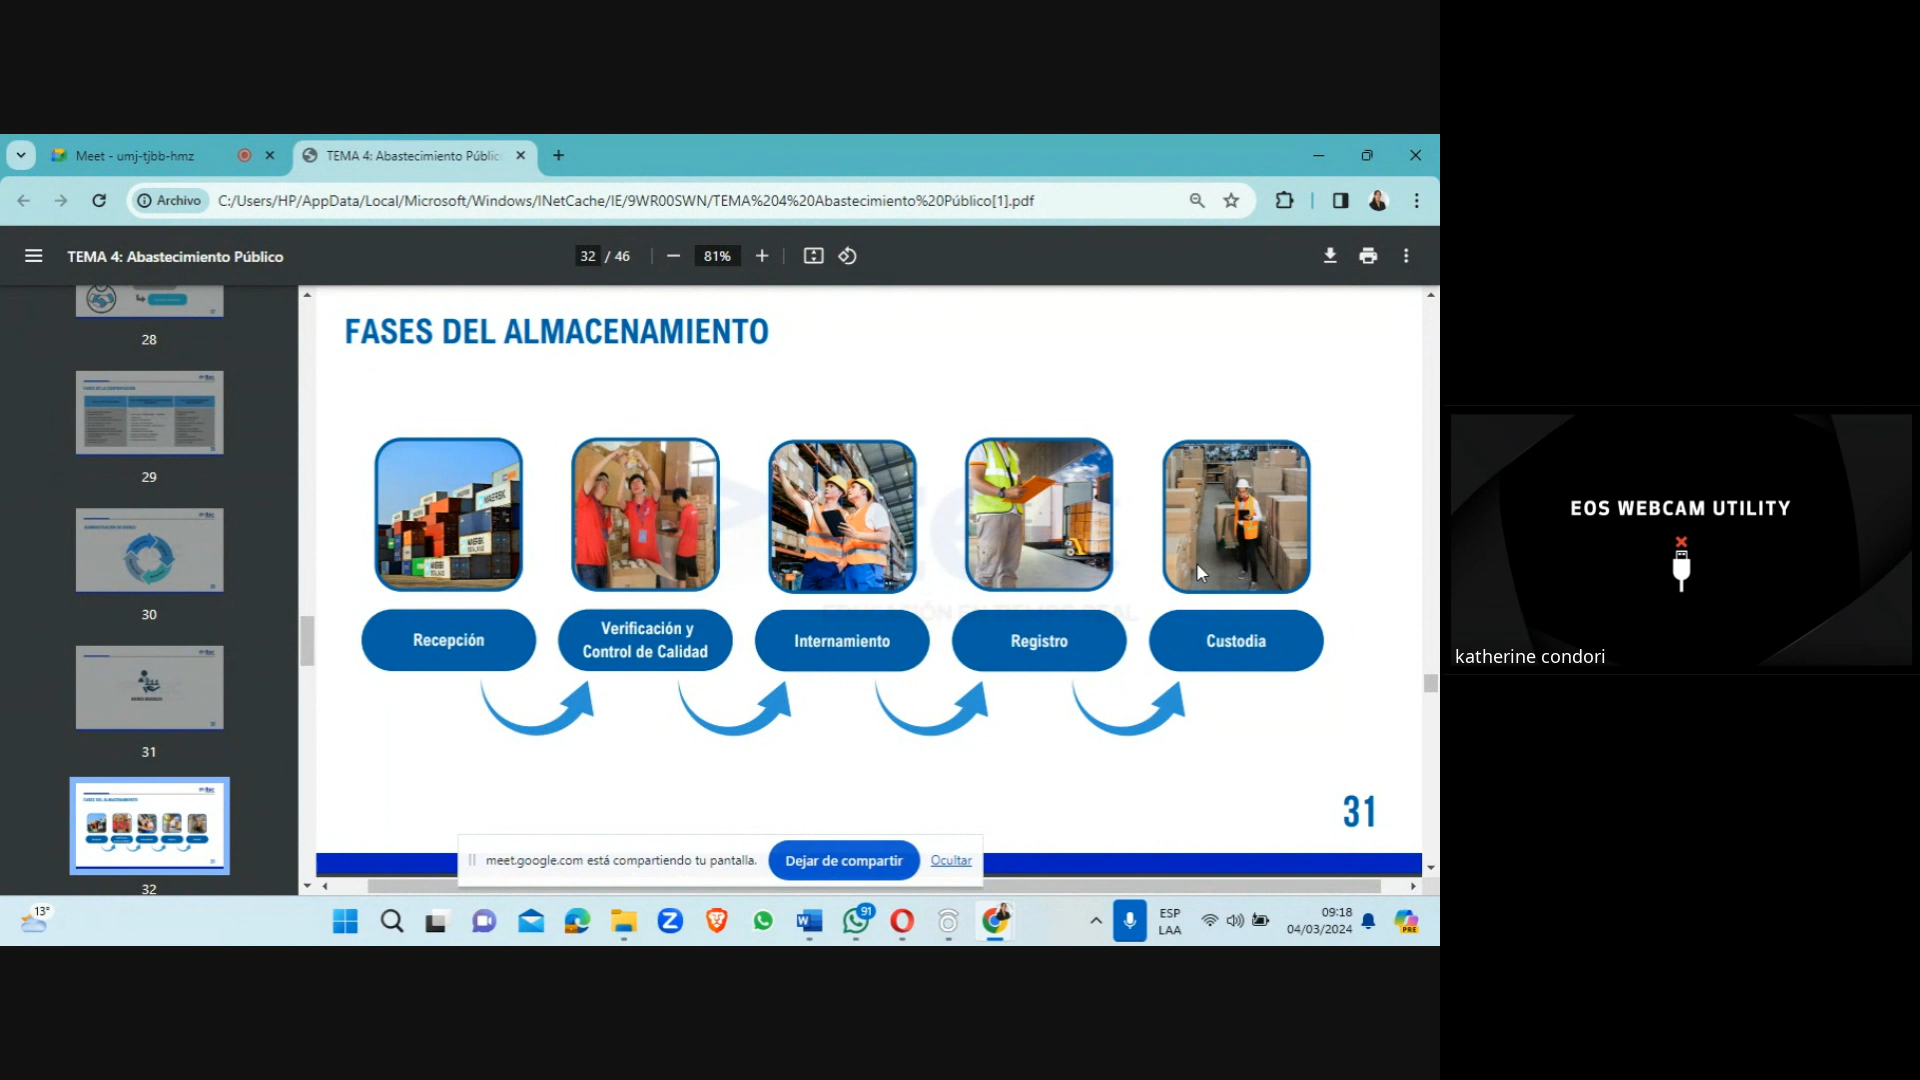 Meet - umj-tjbb-hmz
TEMA 4: Abastecimiento Públic
Archivo
C:/Users/HP/AppData/Local/Microsoft/Windows/INetCache/IE/9WR00SWN/TEMA%204%20Abastecimiento%20Público[1].pdf
TEMA 4: Abastecimiento Público
32 / 46
81%
28
29
30
31
32
FASES DEL ALMACENAMIENTO
Recepción
Verificación y
Control de Calidad
Internamiento
Registro
Custodia
31
meet.google.com está compartiendo tu pantalla.
Dejar de compartir
Ocultar
EOS WEBCAM UTILITY
katherine condori
13°
91
ESP
LAA
09:18
04/03/2024
PRE